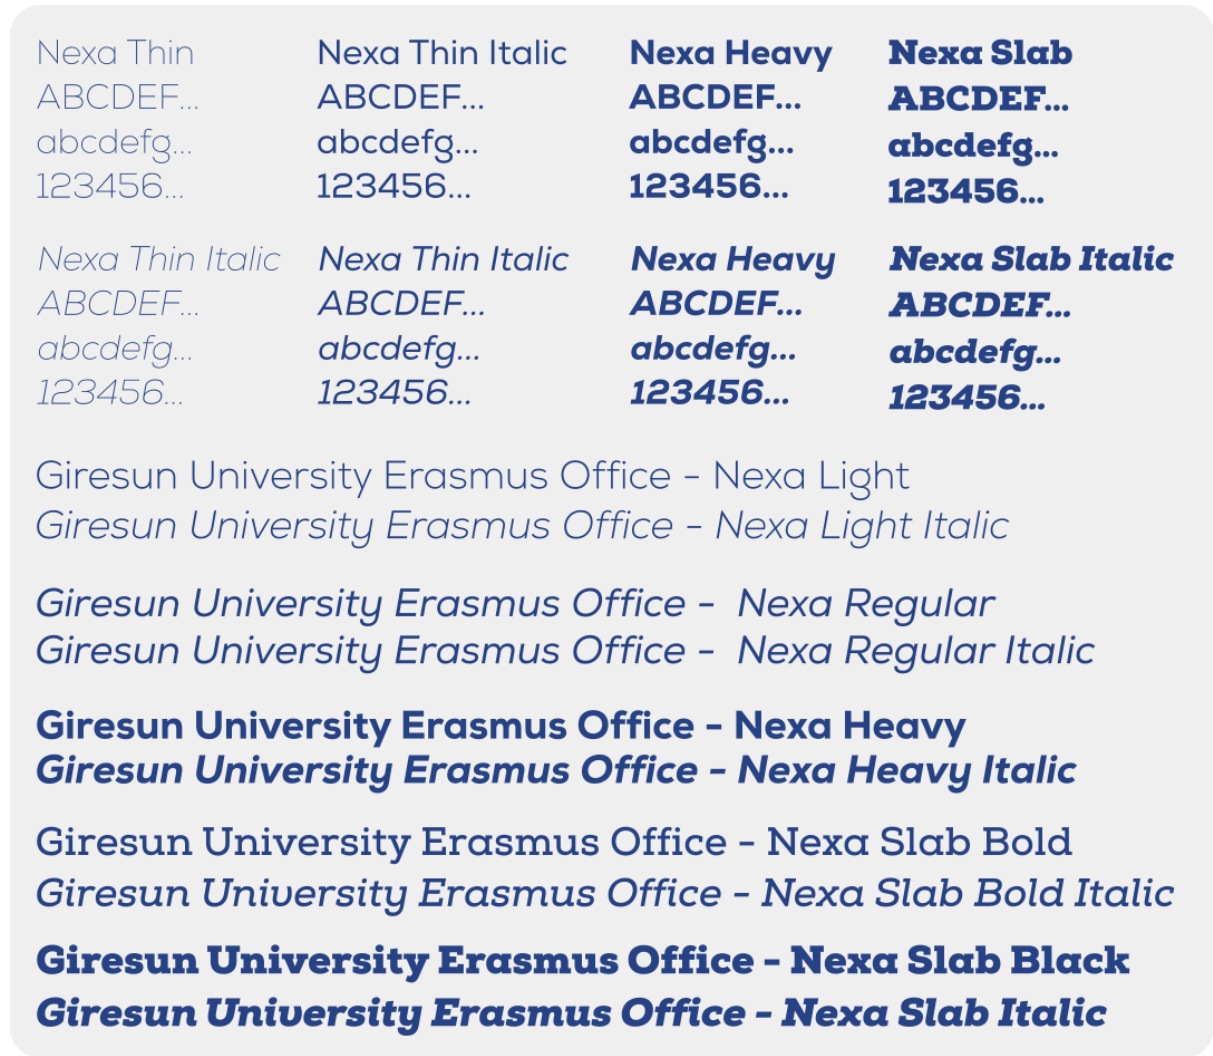 Nexa Thin
ABCDEF...
abcdefg...
123456...
Nexa Thin Italic
ABCDEF...
abcdefg...
123456...
Nexa Heavy
ABCDEF...
abcdefg...
123456...
Nexa Slab
ABCDEF...
abcdefg...
123456...
Nexa Thin Italic
ABCDEF...
abcdefg...
123456...
Nexa Thin Italic
ABCDEF...
abcdefg...
123456...
Nexa Heavy
ABCDEF...
abcdefg...
123456...
Nexa Slab Italic
ABCDEF...
abcdefg...
123456...
Giresun University Erasmus Office - Nexa Light
Giresun University Erasmus Office - Nexa Light Italic
Giresun University Erasmus Office - Nexa Regular
Giresun University Erasmus Office - Nexa Regular Italic
Giresun University Erasmus Office - Nexa Heavy
Giresun University Erasmus Office - Nexa Heavy Italic
Giresun University Erasmus Office - Nexa Slab Bold
Giresun University Erasmus Office - Nexa Slab Bold Italic
Giresun University Erasmus Office - Nexa Slab Black
Giresun University Erasmus Office - Nexa Slab Italic